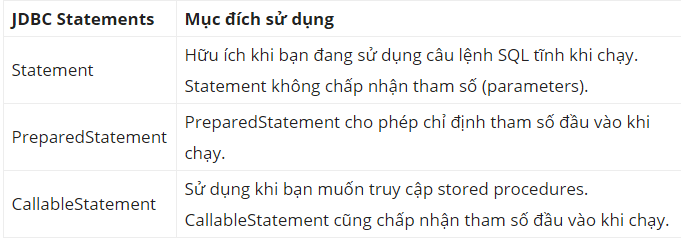 JDBC Statements Mục đích sử dụng
Hữu ích khi bạn đang sử dụng câu lệnh SQL tĩnh khi chạy.
Statement
Statement không chấp nhận tham số (parameters).
PreparedStatement cho phép chỉ định tham số đầu vào khi
PreparedStatement
chạy.
Sử dụng khi bạn muốn truy cập stored procedures.
CallableStatement
CallableStatement cũng chấp nhận tham số đầu vào khi chạy.